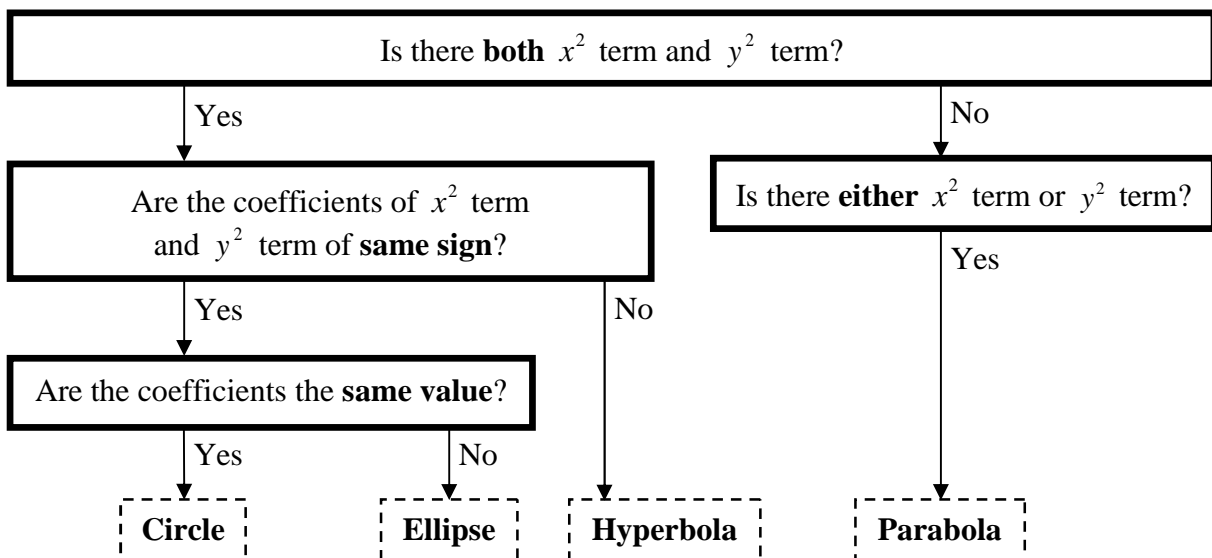 Is there both x² term and y² term?
Yes
No
Are the coefficients of x² term
and y² term of same sign?
Is there either x² term or y² term?
Yes
No
Yes
Are the coefficients the same value?
Yes
No
Circle
Ellipse
Hyperbola
Parabola